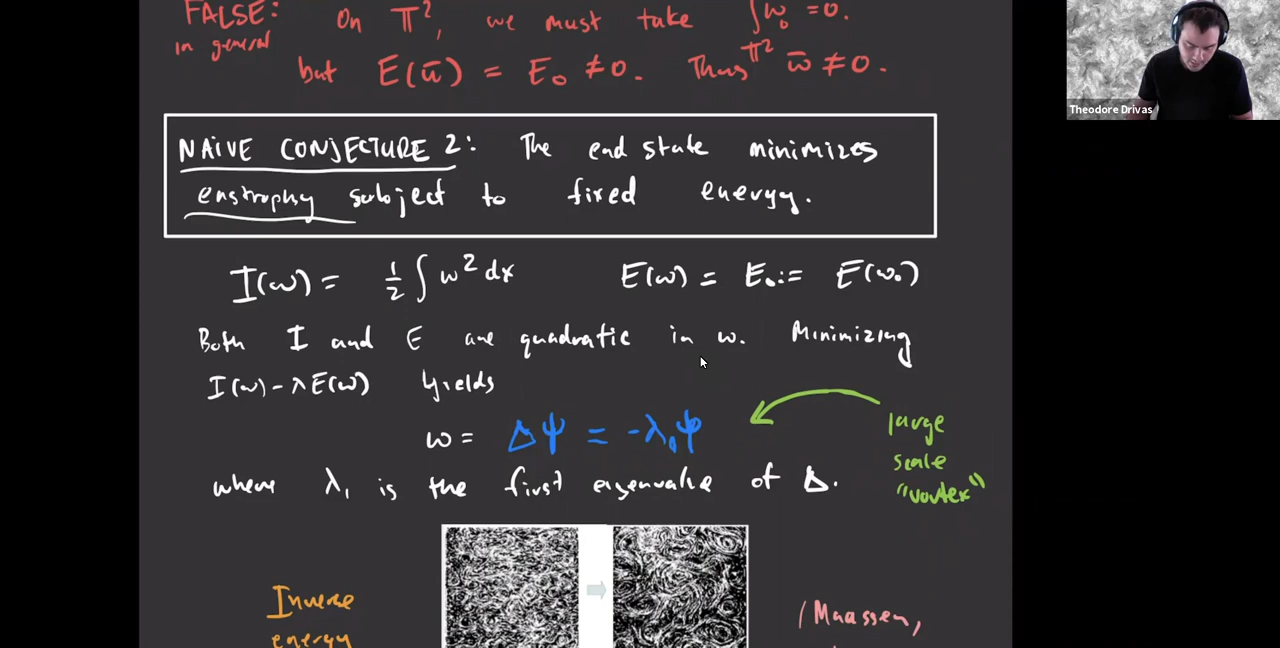 FALSE: On 𝕋², we must take ∫_𝕋² ω₀ = 0.
in general
but E(ū) = E₀ ≠ 0. Thus ω̄ ≠ 0.
Theodore Drivas
NAIVE CONJECTURE 2: The end state minimizes
enstrophy subject to fixed energy.
I(ω) = ½ ∫ ω² dx E(ω) = E₀ := E(ω₀)
Both I and E are quadratic in ω. Minimizing
I(ω) - λE(ω) yields
ω = Δψ = -λ₁ψ
large
scale
"vortex"
where λ₁ is the first eigenvalue of Δ.
Inverse
energy
(Maassen,